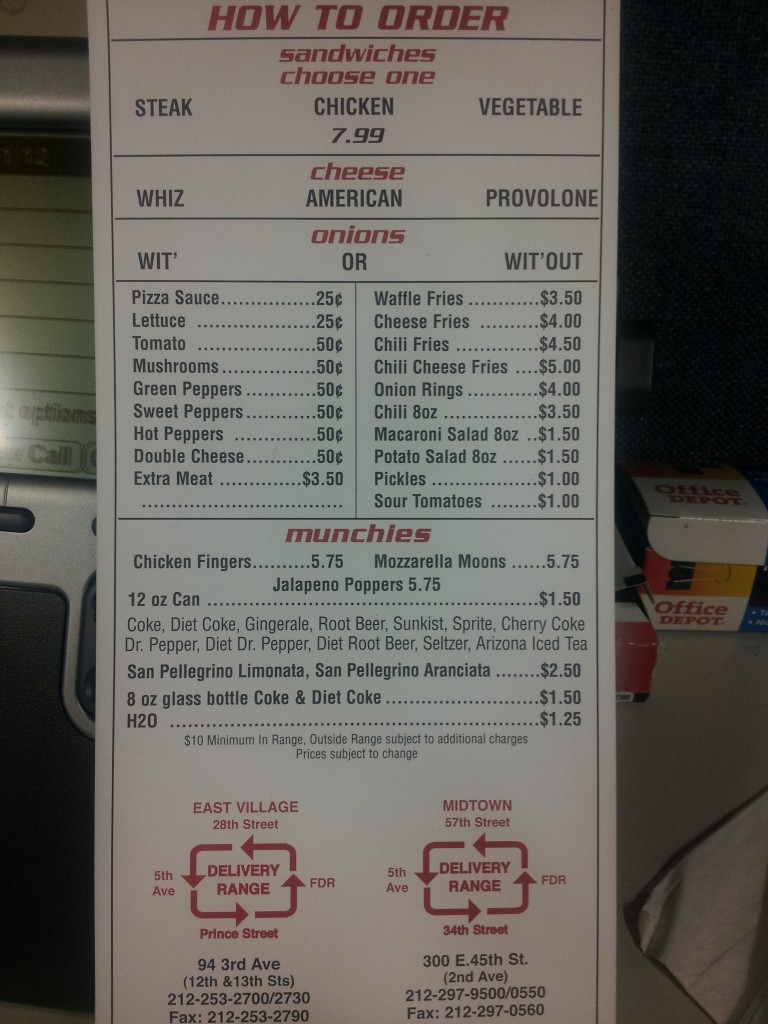 HOW TO ORDER
sandwiches
choose one
STEAK CHICKEN VEGETABLE
7.99
cheese
WHIZ AMERICAN PROVOLONE
onions
WIT' OR WIT'OUT
Pizza Sauce................25¢
Lettuce ....................25¢
Tomato .....................50¢
Mushrooms................50¢
Green Peppers............50¢
Sweet Peppers............50¢
Hot Peppers ..............50¢
Double Cheese............50¢
Extra Meat ..............$3.50
..................................
Waffle Fries ............$3.50
Cheese Fries ..........$4.00
Chili Fries ..............$4.50
Chili Cheese Fries ....$5.00
Onion Rings ............$4.00
Chili 8oz ................$3.50
Macaroni Salad 8oz ..$1.50
Potato Salad 8oz ......$1.50
Pickles ...................$1.00
Sour Tomatoes ........$1.00
munchies
Chicken Fingers..........5.75 Mozzarella Moons ......5.75
Jalapeno Poppers 5.75
12 oz Can ..........................................................$1.50
Coke, Diet Coke, Gingerale, Root Beer, Sunkist, Sprite, Cherry Coke
Dr. Pepper, Diet Dr. Pepper, Diet Root Beer, Seltzer, Arizona Iced Tea
San Pellegrino Limonata, San Pellegrino Aranciata ........$2.50
8 oz glass bottle Coke & Diet Coke ............................$1.50
H2O ................................................................$1.25
$10 Minimum In Range, Outside Range subject to additional charges
Prices subject to change
EAST VILLAGE
28th Street
5th
Ave
DELIVERY
RANGE
FDR
Prince Street
94 3rd Ave
(12th &13th Sts)
212-253-2700/2730
Fax: 212-253-2790
MIDTOWN
57th Street
5th
Ave
DELIVERY
RANGE
FDR
34th Street
300 E.45th St.
(2nd Ave)
212-297-9500/0550
Fax: 212-297-0560
options
Call
Office
DEPOT
Office
DEPOT